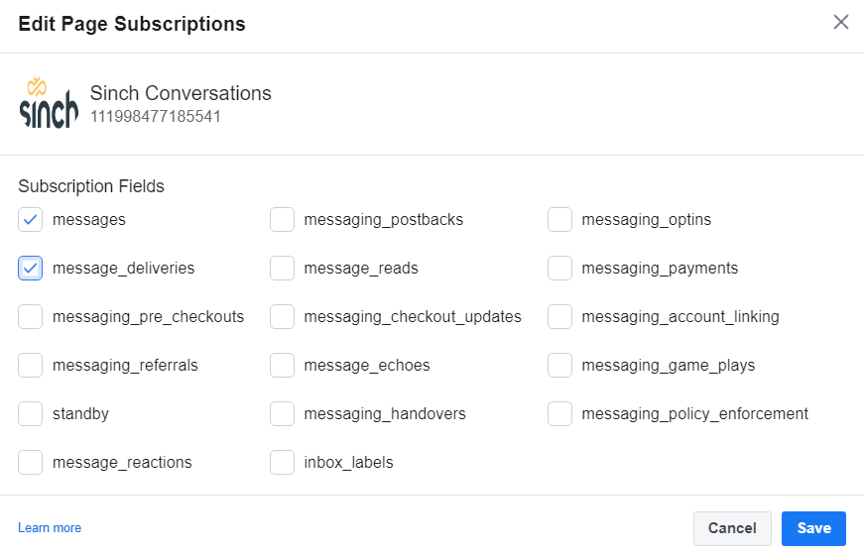 Edit Page Subscriptions
sinch
Sinch Conversations
111998477185541
Subscription Fields
messages messaging_postbacks messaging_optins
message_deliveries message_reads messaging_payments
messaging_pre_checkouts messaging_checkout_updates messaging_account_linking
messaging_referrals message_echoes messaging_game_plays
standby messaging_handovers messaging_policy_enforcement
message_reactions inbox_labels
Learn more Cancel Save